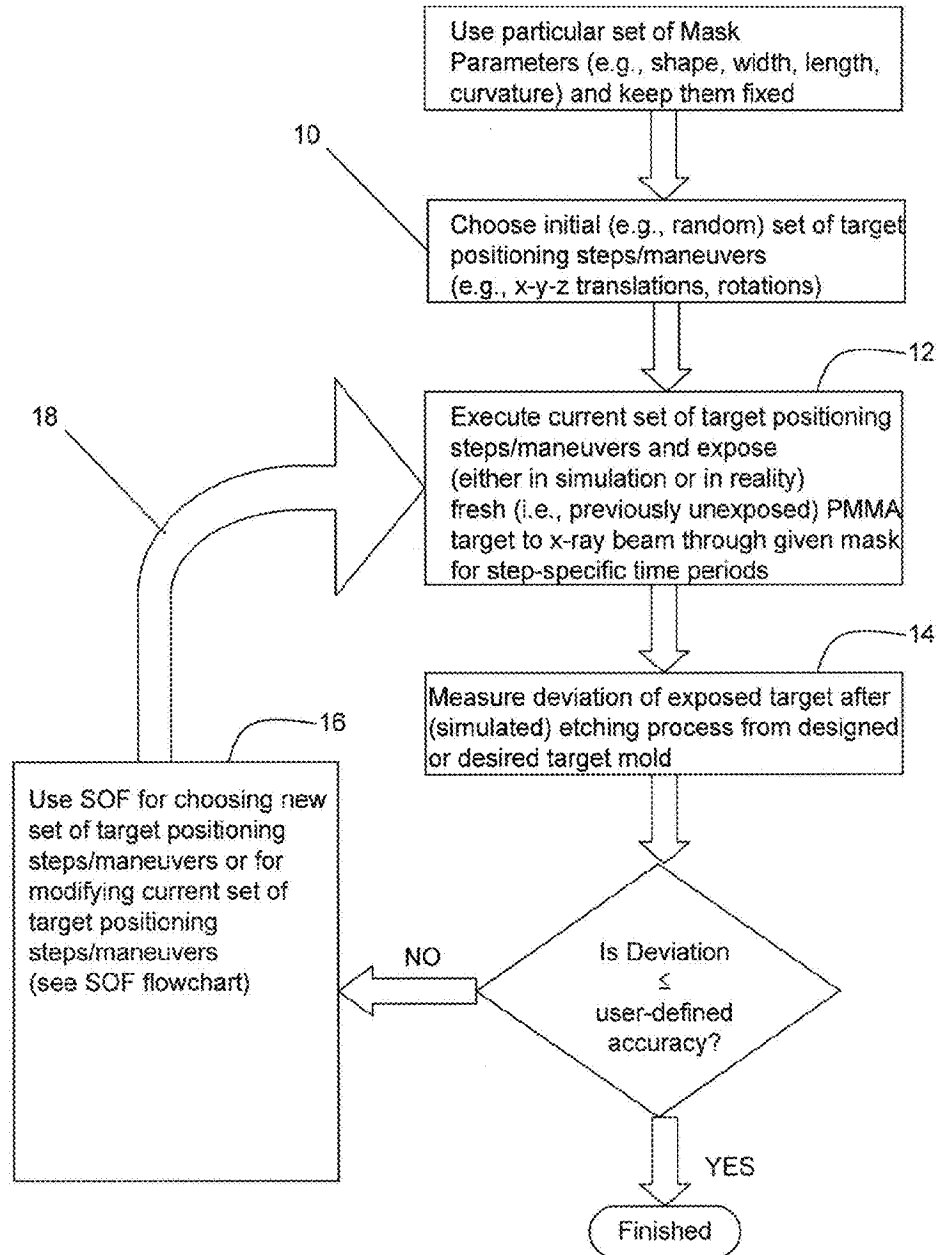 Use particular set of Mask
Parameters (e.g., shape, width, length,
curvature) and keep them fixed
10
Choose initial (e.g., random) set of target
positioning steps/maneuvers
(e.g., x-y-z translations, rotations)
12
Execute current set of target positioning
steps/maneuvers and expose
(either in simulation or in reality)
fresh (i.e., previously unexposed) PMMA
target to x-ray beam through given mask
for step-specific time periods
18
14
Measure deviation of exposed target after
(simulated) etching process from designed
or desired target mold
16
Use SOF for choosing new
set of target positioning
steps/maneuvers or for
modifying current set of
target positioning
steps/maneuvers
(see SOF flowchart)
NO
Is Deviation
≤
user-defined
accuracy?
YES
Finished